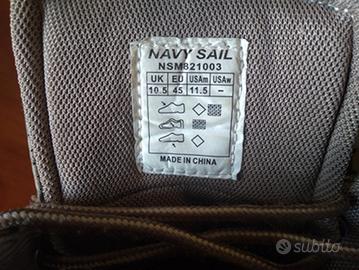 NAVY SAIL
NSM821003
UK EU USAm USAw
10.5 45 11.5 –
MADE IN CHINA
subito